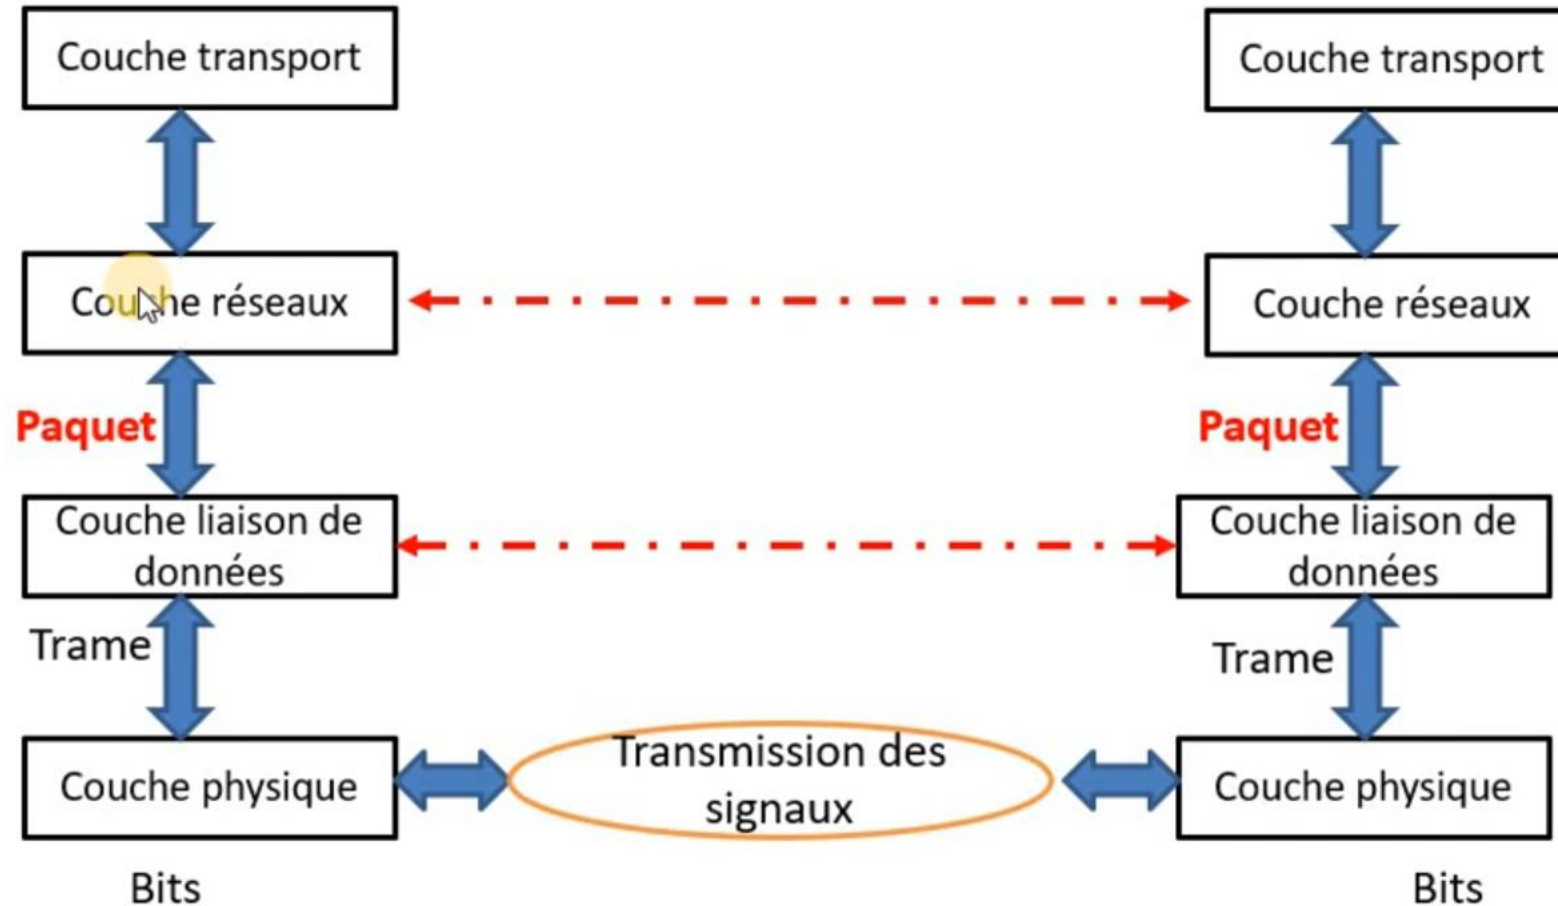 Couche transport
Couche transport
Couche réseaux
Couche réseaux
Paquet
Paquet
Couche liaison de
données
Couche liaison de
données
Trame
Trame
Couche physique
Transmission des
signaux
Couche physique
Bits
Bits